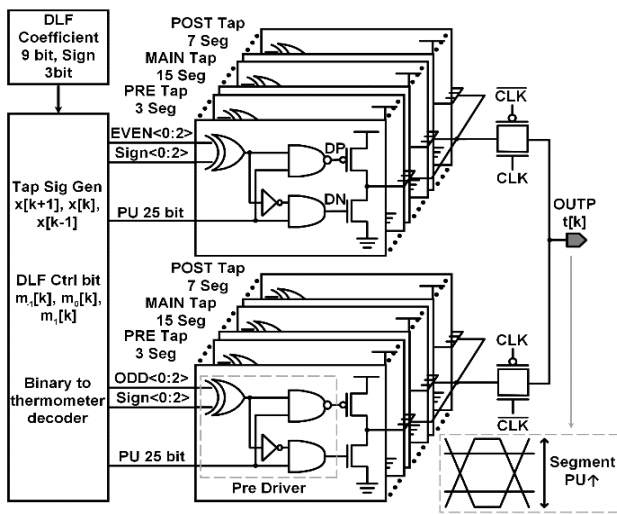 DLF
Coefficient
9 bit, Sign
3bit
Tap Sig Gen
x[k+1], x[k],
x[k-1]
DLF Ctrl bit
m₁[k], m₀[k],
m₁[k]
Binary to
thermometer
decoder
POST Tap
7 Seg
MAIN Tap
15 Seg
PRE Tap
3 Seg
EVEN<0:2>
Sign<0:2>
PU 25 bit
DP
DN
CLK
CLK
OUTP
t[k]
POST Tap
7 Seg
MAIN Tap
15 Seg
PRE Tap
3 Seg
ODD<0:2>
Sign<0:2>
PU 25 bit
Pre Driver
CLK
CLK
Segment
PU↑